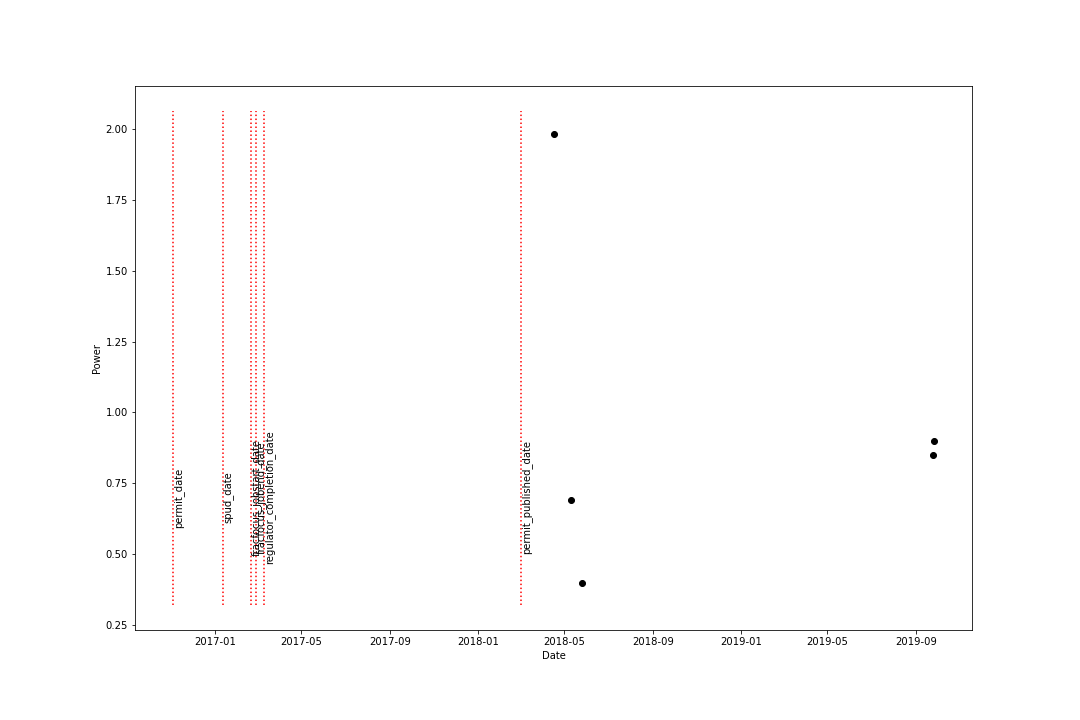 2.00
1.75
1.50
1.25
1.00
0.75
0.50
0.25
Power
permit_date
spud_date
fracfocus_jobstart_date
fracfocus_jobend_date
regulator_completion_date
permit_published_date
2017-01
2017-05
2017-09
2018-01
2018-05
2018-09
2019-01
2019-05
2019-09
Date